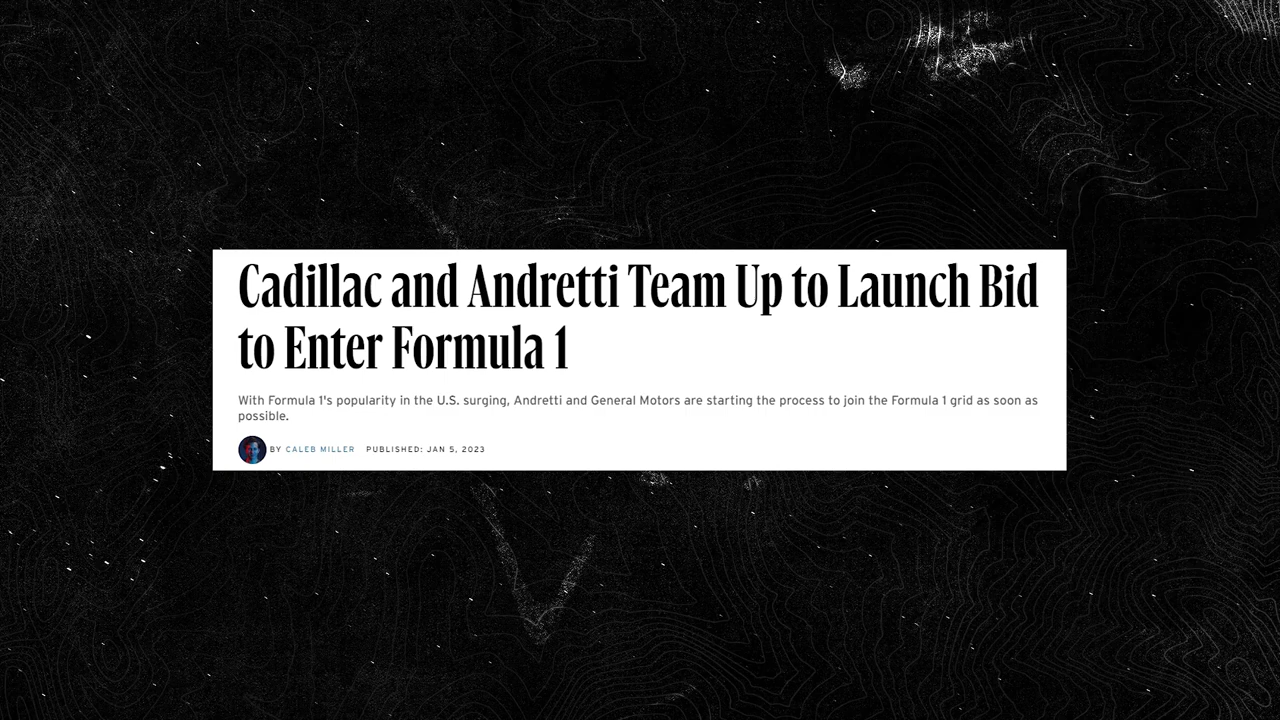 Cadillac and Andretti Team Up to Launch Bid
to Enter Formula 1
With Formula 1's popularity in the U.S. surging, Andretti and General Motors are starting the process to join the Formula 1 grid as soon as
possible.
BY CALEB MILLER PUBLISHED: JAN 5, 2023